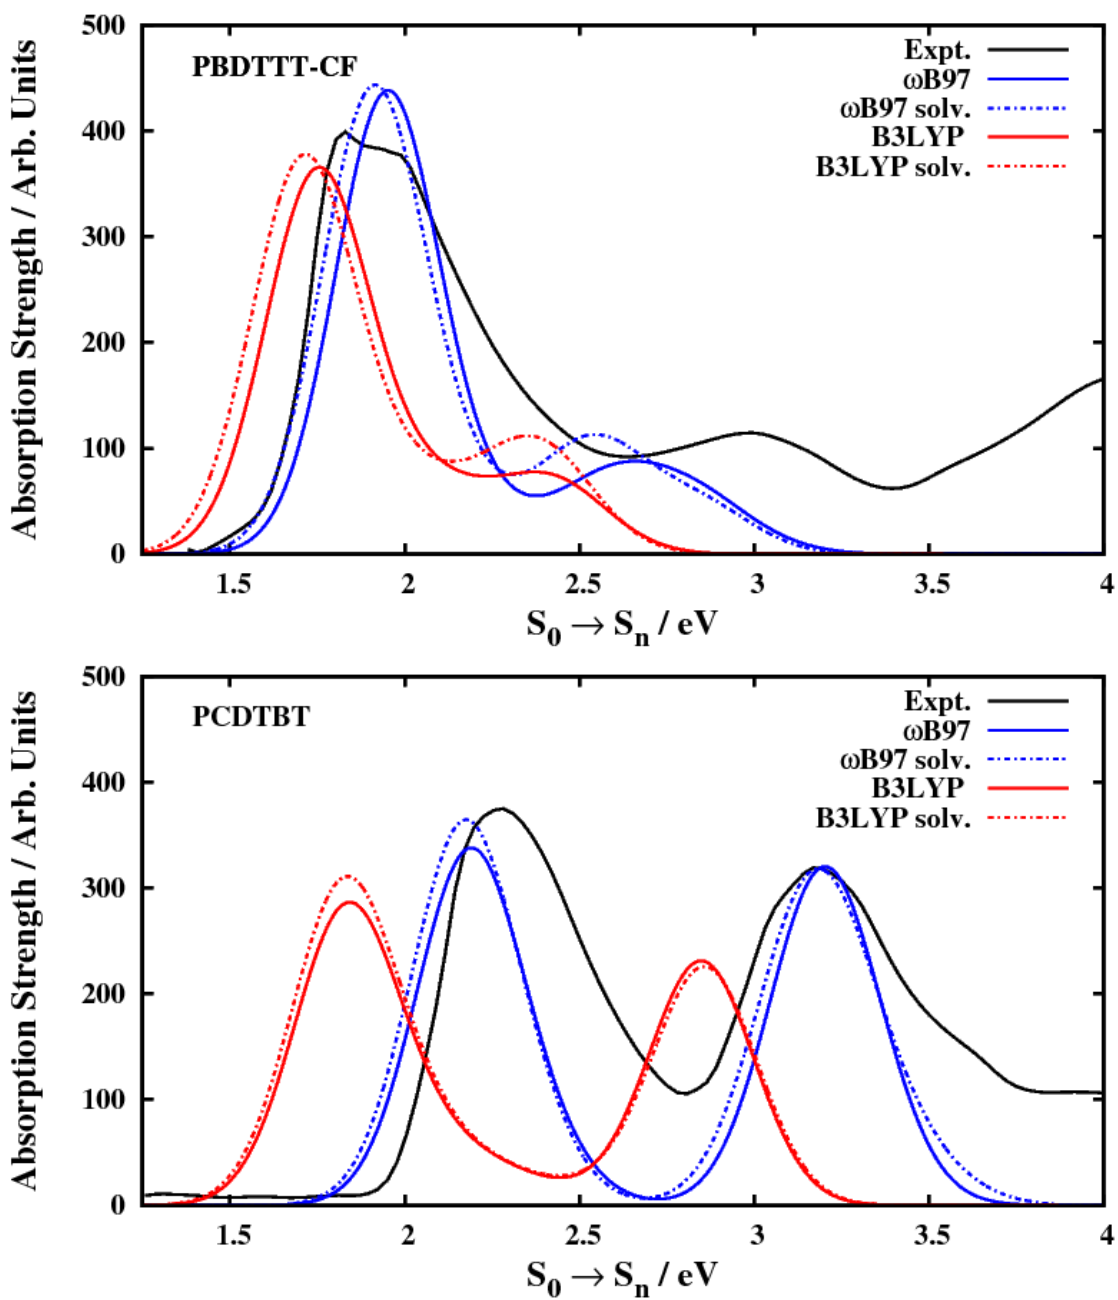 500
400
300
200
100
0
Absorption Strength / Arb. Units
PBDTTT-CF
Expt.
ωB97
ωB97 solv.
B3LYP
B3LYP solv.
1.5 2 2.5 3 3.5 4
S₀ → Sₙ / eV
500
400
300
200
100
0
Absorption Strength / Arb. Units
PCDTBT
Expt.
ωB97
ωB97 solv.
B3LYP
B3LYP solv.
1.5 2 2.5 3 3.5 4
S₀ → Sₙ / eV